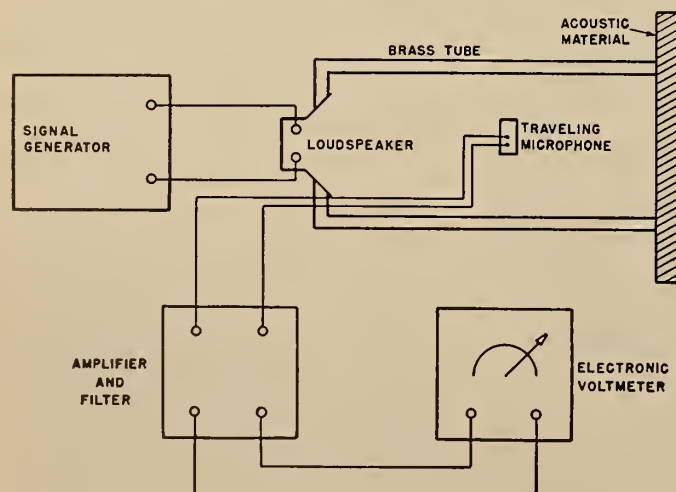 ACOUSTIC
MATERIAL
BRASS TUBE
SIGNAL
GENERATOR
LOUDSPEAKER
TRAVELING
MICROPHONE
AMPLIFIER
AND
FILTER
ELECTRONIC
VOLTMETER